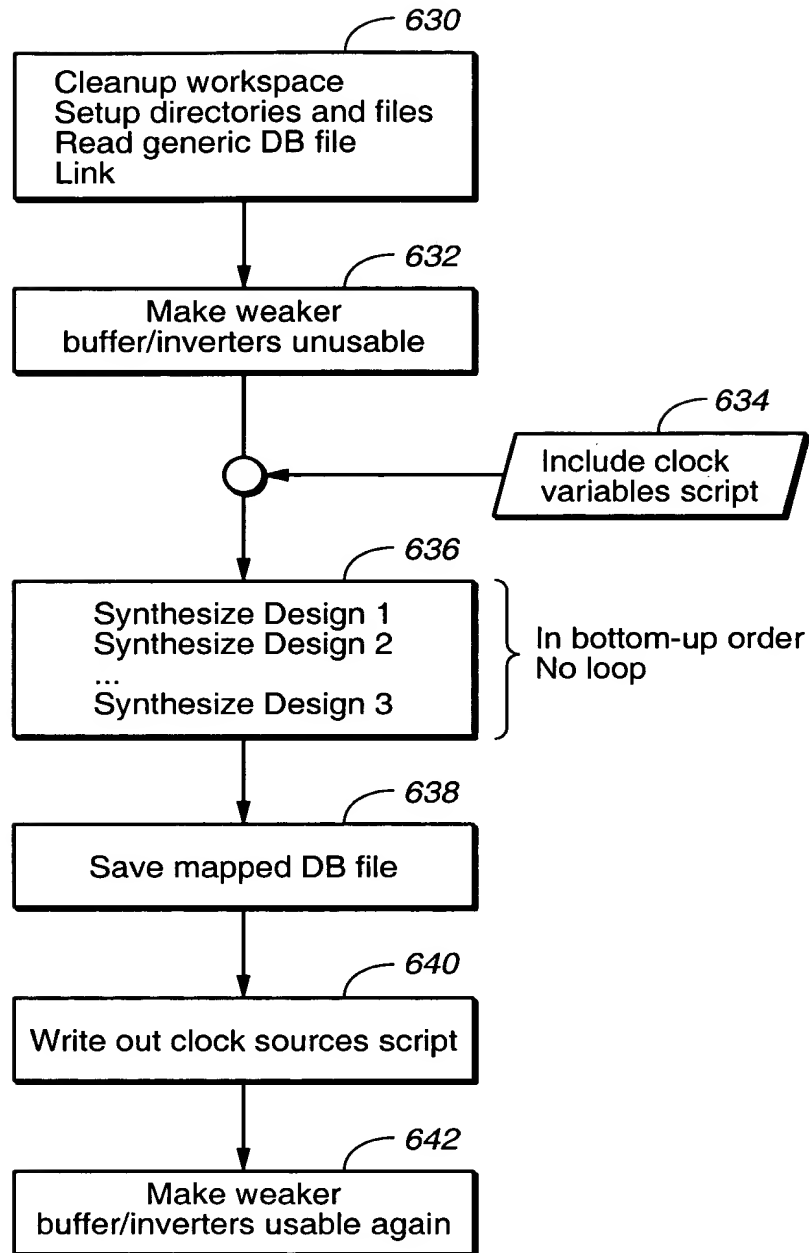 630
Cleanup workspace
Setup directories and files
Read generic DB file
Link
632
Make weaker
buffer/inverters unusable
634
Include clock
variables script
636
Synthesize Design 1
Synthesize Design 2
...
Synthesize Design 3
In bottom-up order
No loop
638
Save mapped DB file
640
Write out clock sources script
642
Make weaker
buffer/inverters usable again